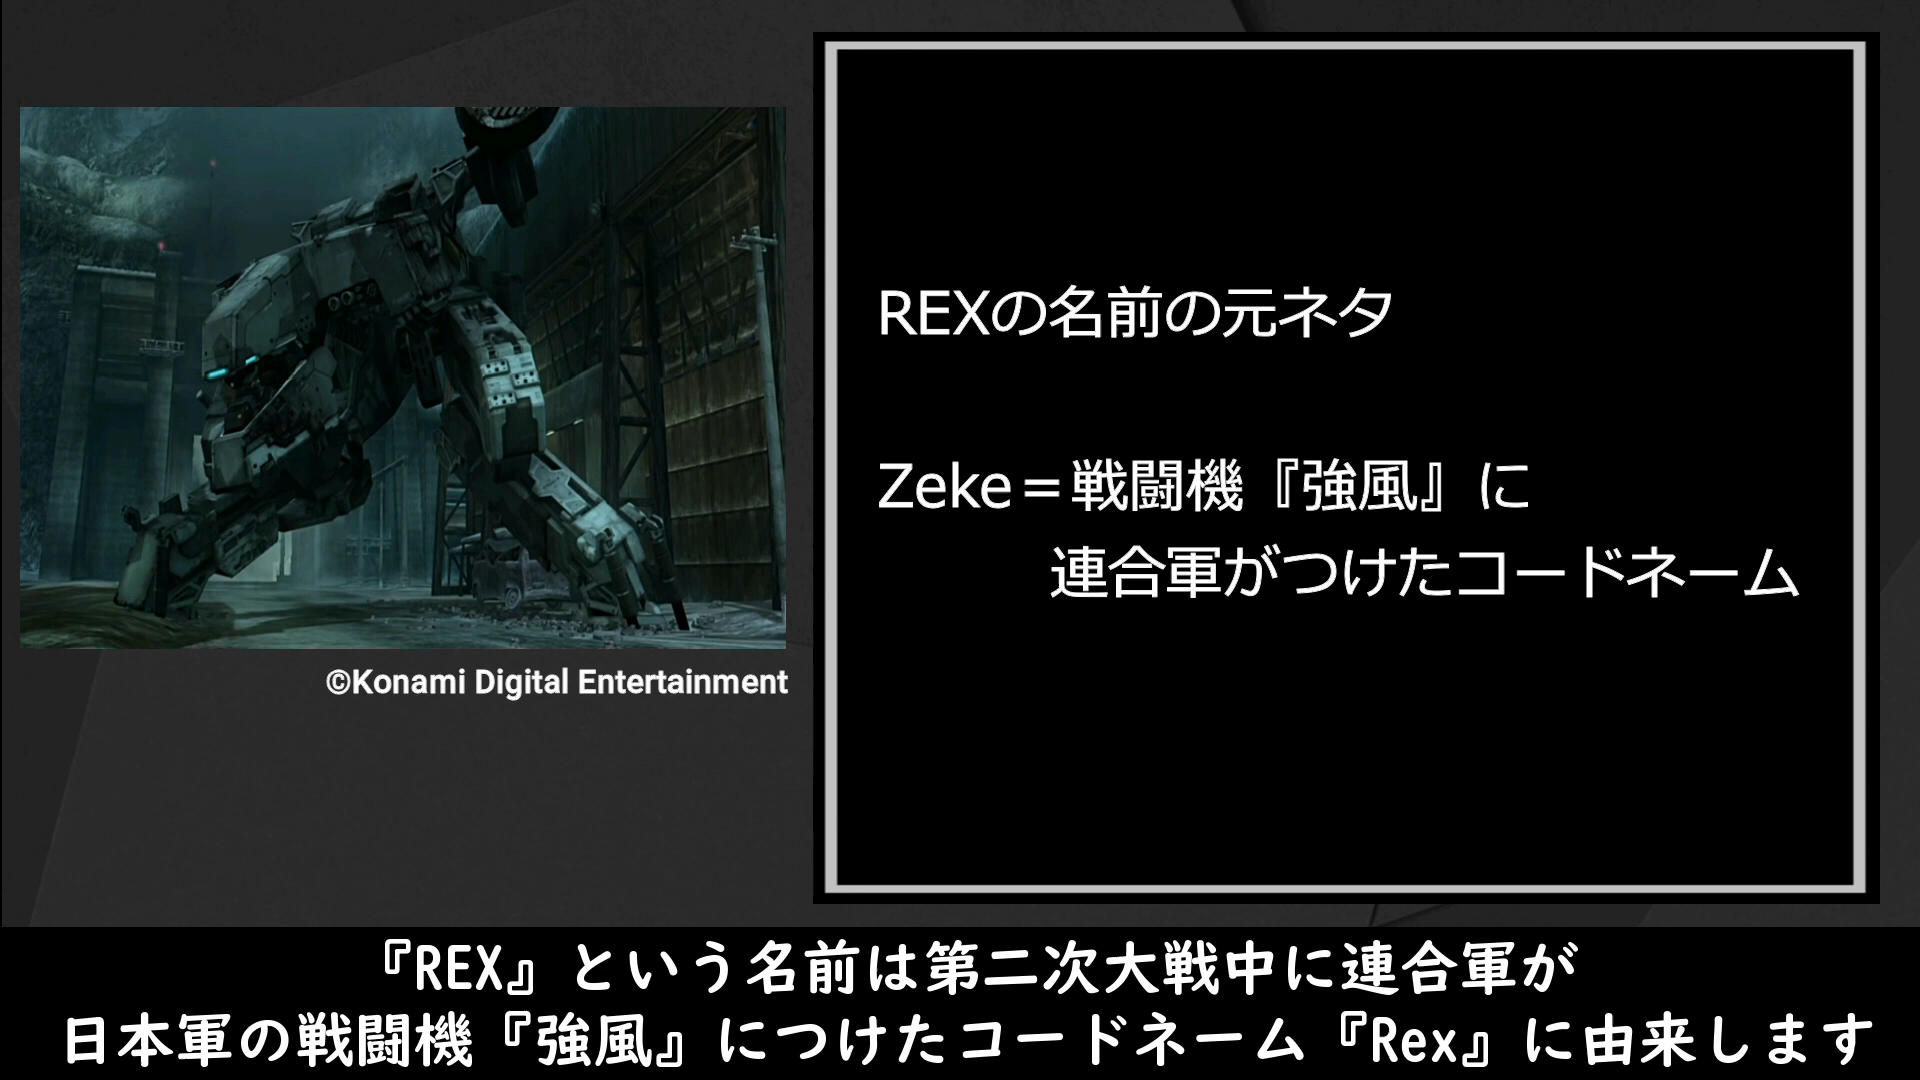 REXの名前の元ネタ
Zeke＝戦闘機『強風』に
連合軍がつけたコードネーム
©Konami Digital Entertainment
『REX』という名前は第二次大戦中に連合軍が
日本軍の戦闘機『強風』につけたコードネーム『Rex』に由来します